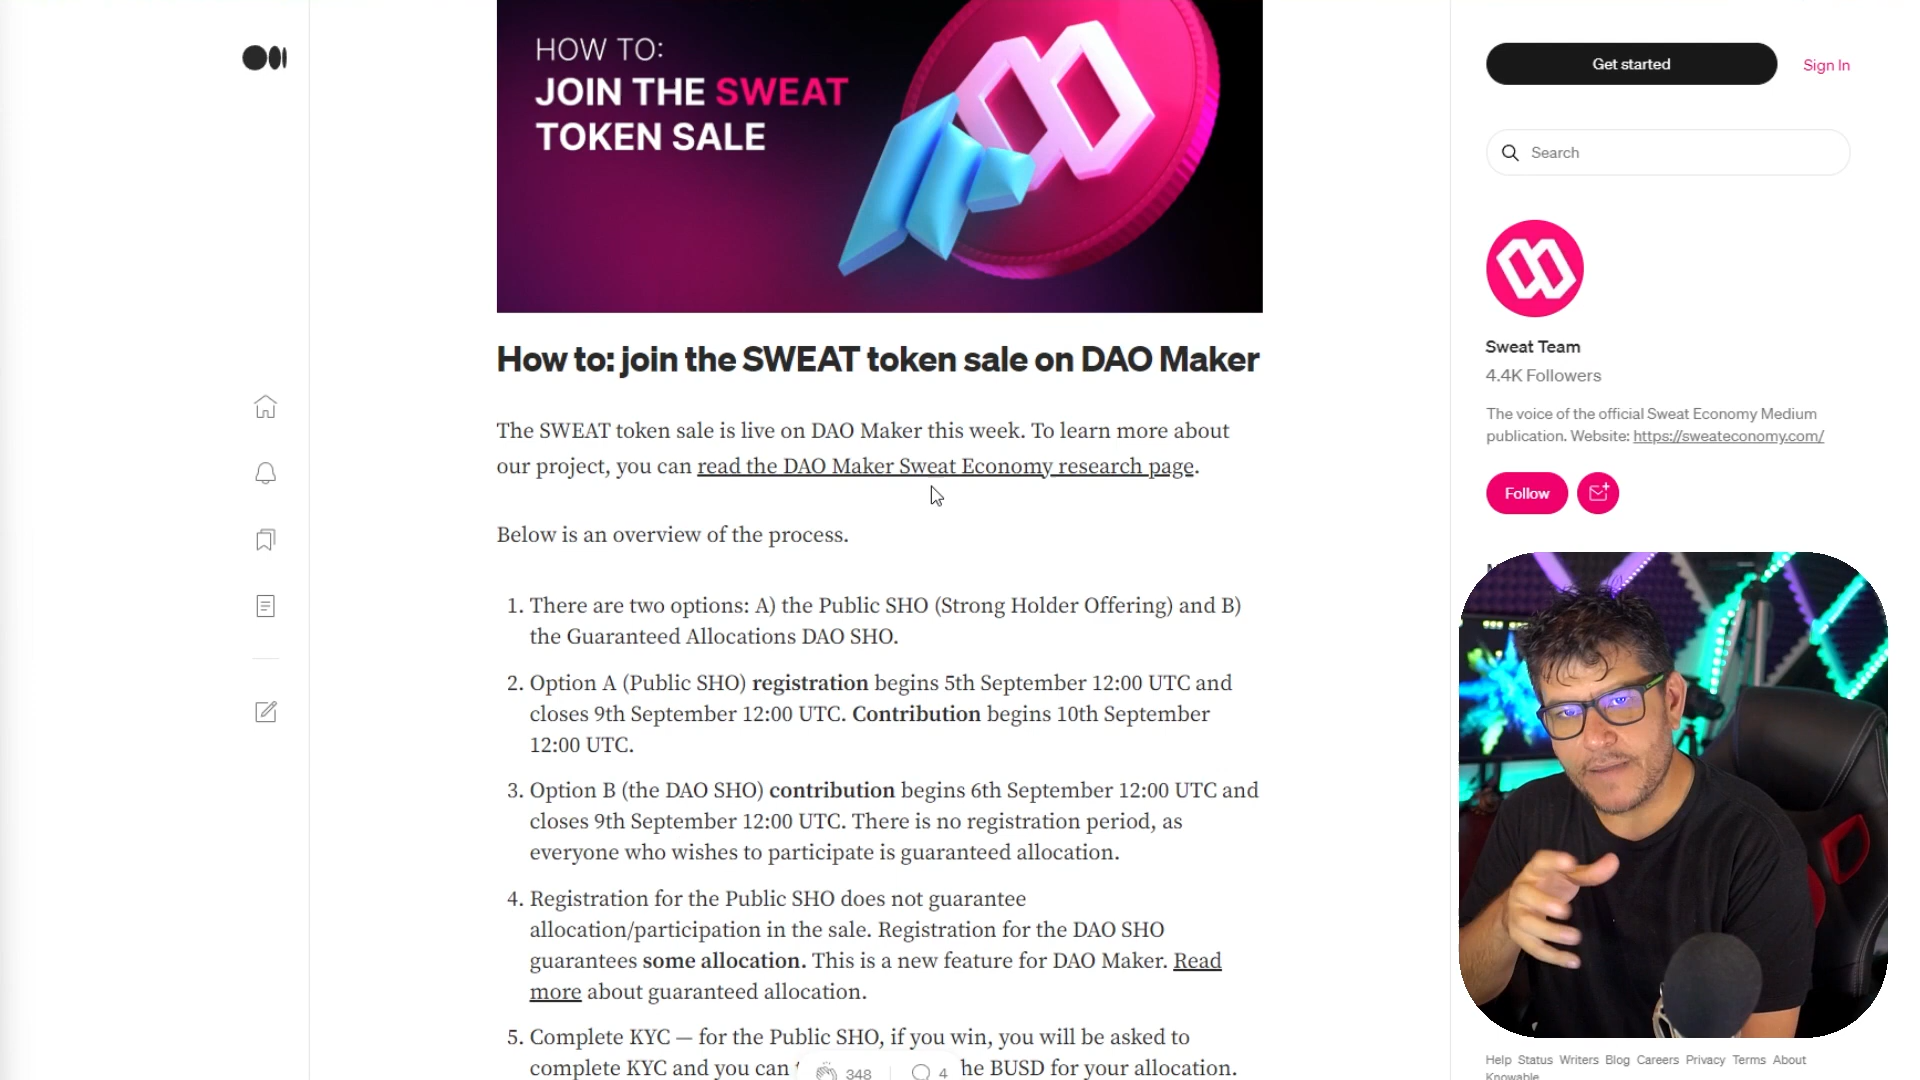 HOW TO:
JOIN THE SWEAT
TOKEN SALE
How to: join the SWEAT token sale on DAO Maker
The SWEAT token sale is live on DAO Maker this week. To learn more about
our project, you can read the DAO Maker Sweat Economy research page.
Below is an overview of the process.
1. There are two options: A) the Public SHO (Strong Holder Offering) and B)
the Guaranteed Allocations DAO SHO.
2. Option A (Public SHO) registration begins 5th September 12:00 UTC and
closes 9th September 12:00 UTC. Contribution begins 10th September
12:00 UTC.
3. Option B (the DAO SHO) contribution begins 6th September 12:00 UTC and
closes 9th September 12:00 UTC. There is no registration period, as
everyone who wishes to participate is guaranteed allocation.
4. Registration for the Public SHO does not guarantee
allocation/participation in the sale. Registration for the DAO SHO
guarantees some allocation. This is a new feature for DAO Maker. Read
more about guaranteed allocation.
5. Complete KYC — for the Public SHO, if you win, you will be asked to
complete KYC and you can he BUSD for your allocation.
348
4
Get started
Sign In
Search
Sweat Team
4.4K Followers
The voice of the official Sweat Economy Medium
publication. Website: https://sweateconomy.com/
Follow
Help Status Writers Blog Careers Privacy Terms About
Knowable